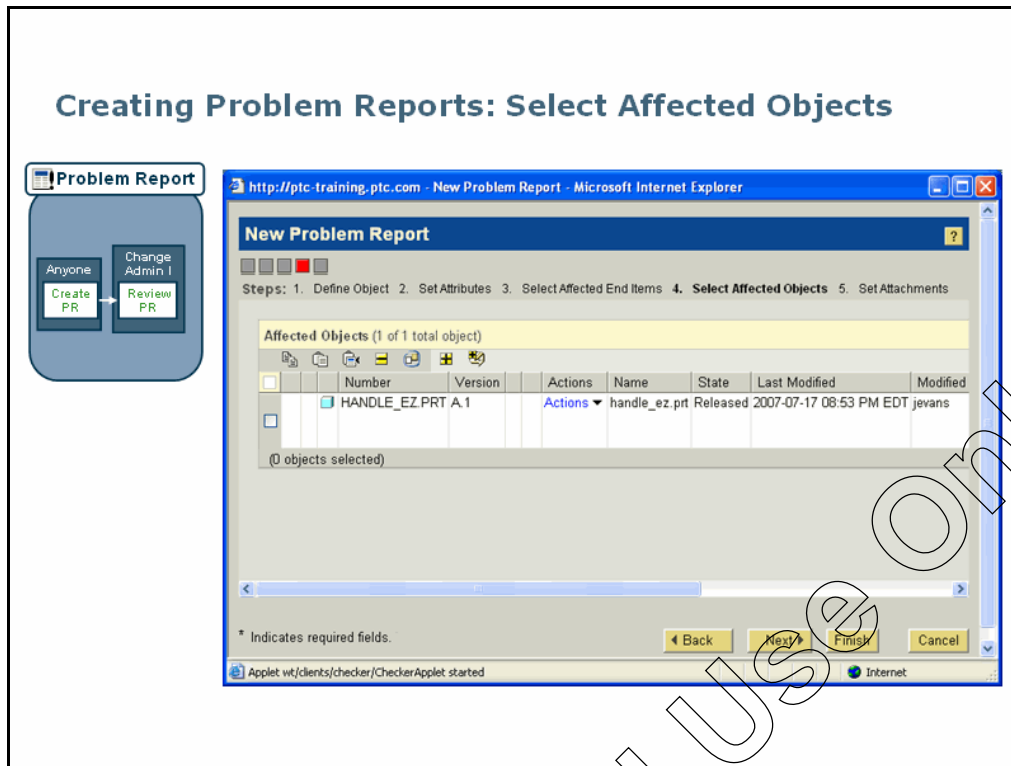 Creating Problem Reports: Select Affected Objects
Problem Report
Anyone
Create
PR
Change
Admin I
Review
PR
http://ptc-training.ptc.com - New Problem Report - Microsoft Internet Explorer
New Problem Report
?
Steps: 1. Define Object 2. Set Attributes 3. Select Affected End Items 4. Select Affected Objects 5. Set Attachments
Affected Objects (1 of 1 total object)
Number Version Actions Name State Last Modified Modified
HANDLE_EZ.PRT A.1 Actions handle_ez.prt Released 2007-07-17 08:53 PM EDT jevans
(0 objects selected)
* Indicates required fields.
Back Next Finish Cancel
Applet wt/clients/checker/CheckerApplet started Internet
Use Only